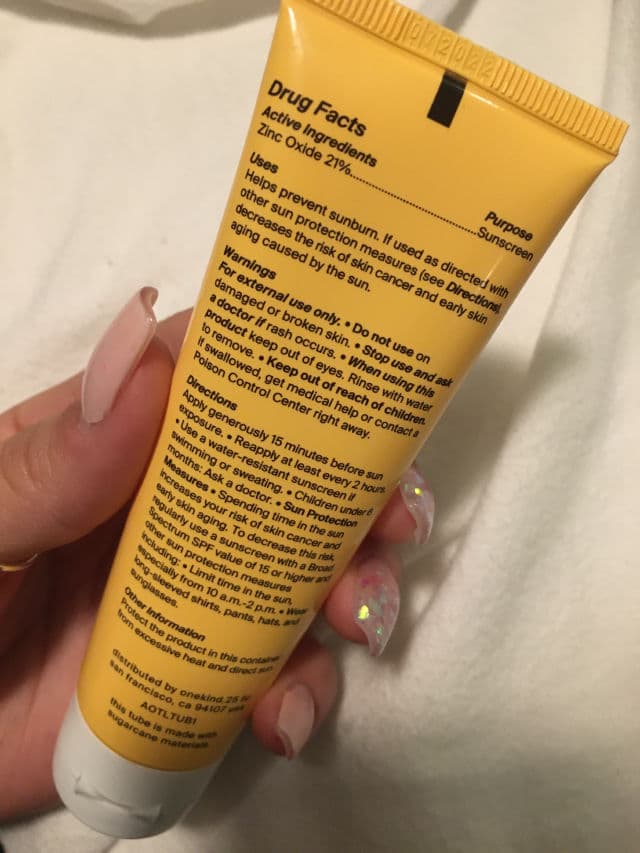 07/2022
Drug Facts
Active Ingredients
Zinc Oxide 21%
Purpose
Sunscreen
Uses
Helps prevent sunburn. If used as directed with
other sun protection measures (see Directions),
decreases the risk of skin cancer and early skin
aging caused by the sun.
Warnings
For external use only. • Do not use on
damaged or broken skin. • Stop use and ask
a doctor if rash occurs. • When using this
product keep out of eyes. Rinse with water
to remove. • Keep out of reach of children.
If swallowed, get medical help or contact a
Poison Control Center right away.
Directions
Apply generously 15 minutes before sun
exposure. • Reapply at least every 2 hours.
• Use a water-resistant sunscreen if
swimming or sweating. • Children under 6
months: Ask a doctor. • Sun Protection
Measures • Spending time in the sun
increases your risk of skin cancer and
early skin aging. To decrease this risk,
regularly use a sunscreen with a Broad
Spectrum SPF value of 15 or higher and
other sun protection measures
including: • Limit time in the sun,
especially from 10 a.m.-2 p.m. • Wear
long-sleeved shirts, pants, hats, and
sunglasses.
Other Information
Protect the product in this container
from excessive heat and direct sun.
distributed by onekind 25
san francisco, ca 94107 usa
AOTLTUB1
this tube is made with
sugarcane materials.